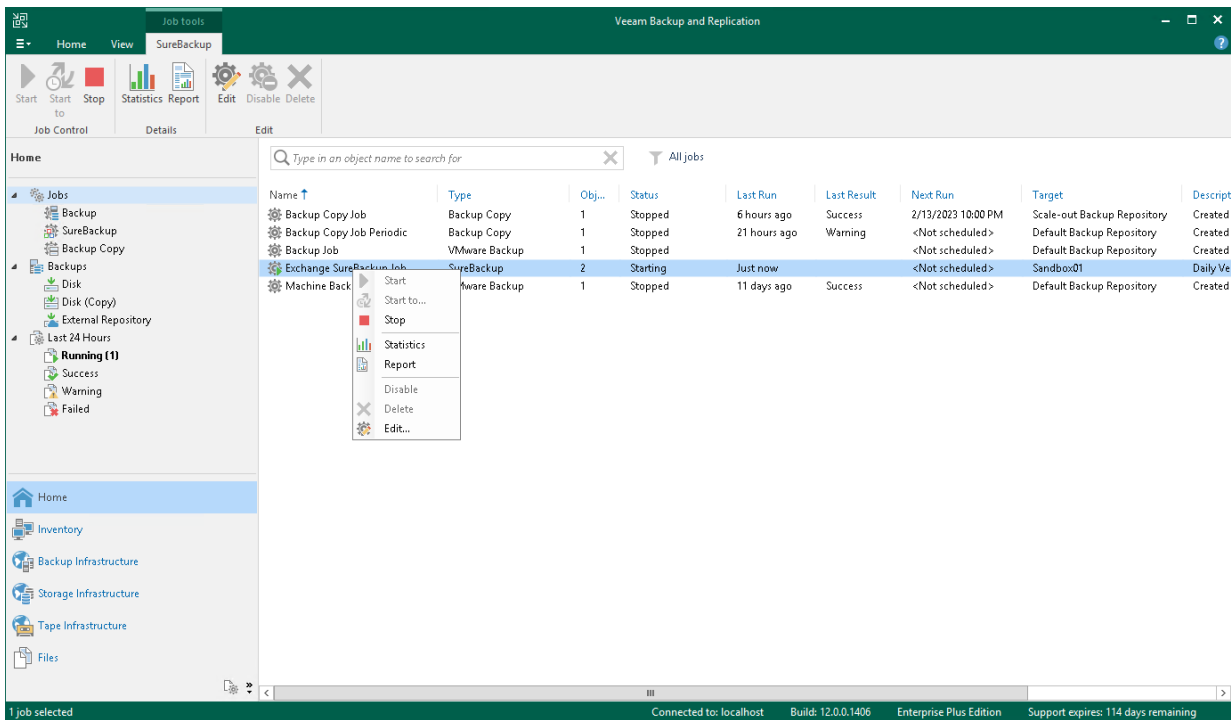 Job tools
Veeam Backup and Replication
Home View SureBackup
Start Start to Stop Statistics Report Edit Disable Delete
Job Control Details Edit
Home
Type in an object name to search for
All jobs
Jobs
Backup
SureBackup
Backup Copy
Backups
Disk
Disk (Copy)
External Repository
Last 24 Hours
Running (1)
Success
Warning
Failed
Name Type Obj... Status Last Run Last Result Next Run Target Descript
Backup Copy Job Backup Copy 1 Stopped 6 hours ago Success 2/13/2023 10:00 PM Scale-out Backup Repository Created
Backup Copy Job Periodic Backup Copy 1 Stopped 21 hours ago Warning <Not scheduled> Default Backup Repository Created
Backup Job VMware Backup 1 Stopped <Not scheduled> Default Backup Repository Created
Exchange SureBackup Job SureBackup 2 Starting Just now <Not scheduled> Sandbox01 Daily Ve
Machine Back Mware Backup 1 Stopped 11 days ago Success <Not scheduled> Default Backup Repository Created
Start
Start to...
Stop
Statistics
Report
Disable
Delete
Edit...
Home
Inventory
Backup Infrastructure
Storage Infrastructure
Tape Infrastructure
Files
1 job selected
Connected to: localhost Build: 12.0.0.1406 Enterprise Plus Edition Support expires: 114 days remaining